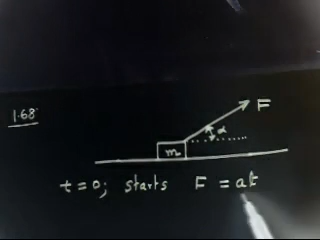 1.68
F
α
m
t = 0; starts F = at